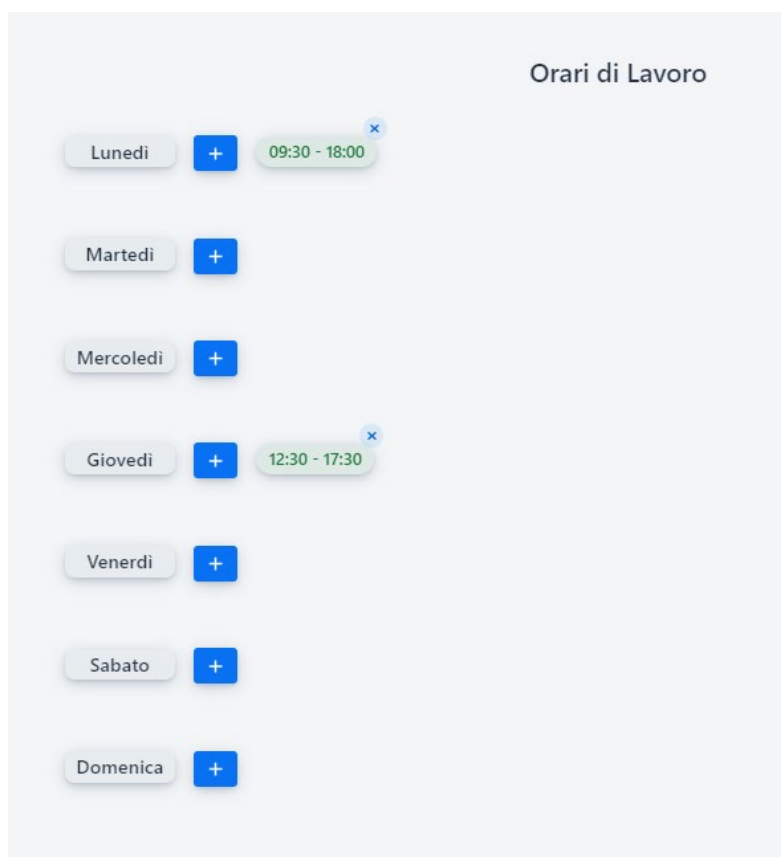 Orari di Lavoro
Lunedì + 09:30 - 18:00 ×
Martedì +
Mercoledì +
Giovedì + 12:30 - 17:30 ×
Venerdì +
Sabato +
Domenica +